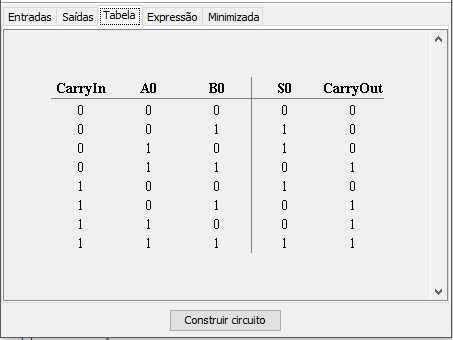 Entradas Saídas Tabela Expressão Minimizada
CarryIn A0 B0 S0 CarryOut
0 0 0 0 0
0 0 1 1 0
0 1 0 1 0
0 1 1 0 1
1 0 0 1 0
1 0 1 0 1
1 1 0 0 1
1 1 1 1 1
Construir circuito